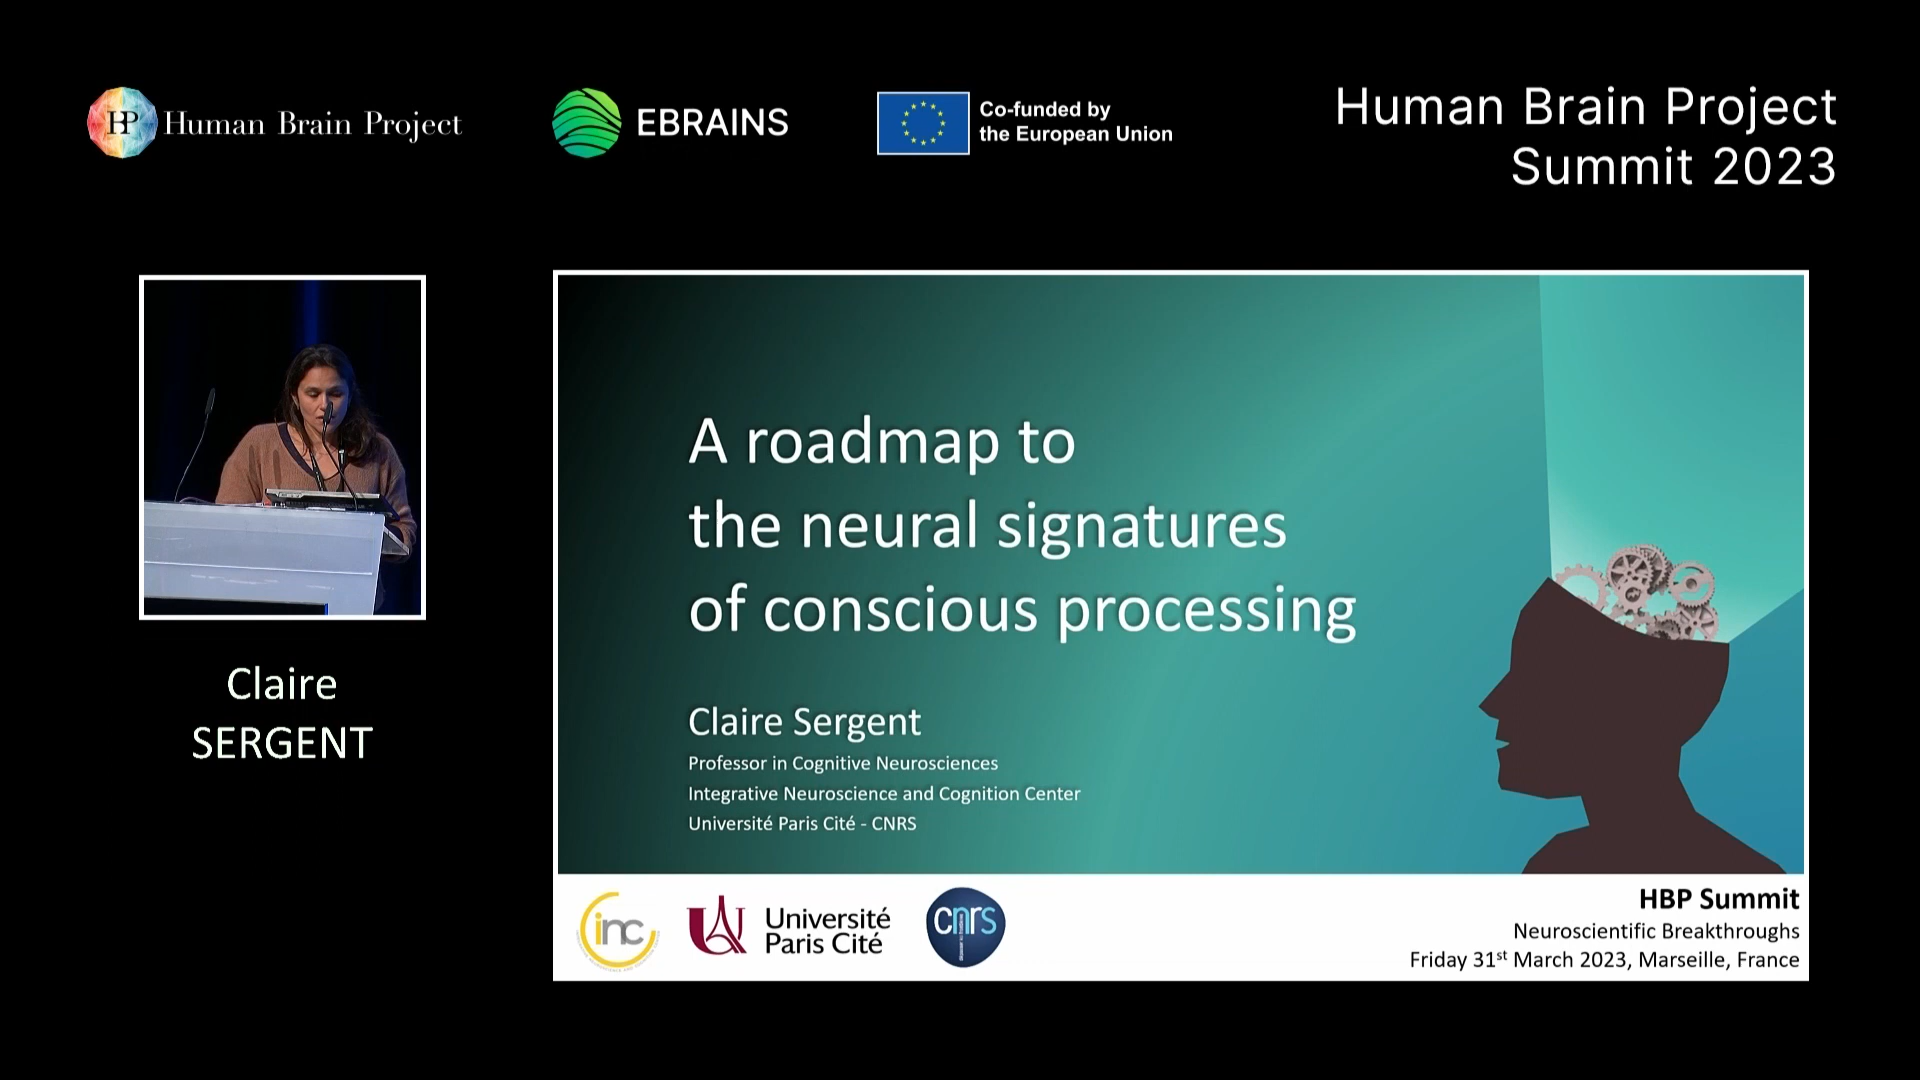 HP Human Brain Project
EBRAINS
Co-funded by
the European Union
Human Brain Project
Summit 2023
Claire
SERGENT
A roadmap to
the neural signatures
of conscious processing
Claire Sergent
Professor in Cognitive Neurosciences
Integrative Neuroscience and Cognition Center
Université Paris Cité - CNRS
inc
Université
Paris Cité
cnrs
HBP Summit
Neuroscientific Breakthroughs
Friday 31st March 2023, Marseille, France